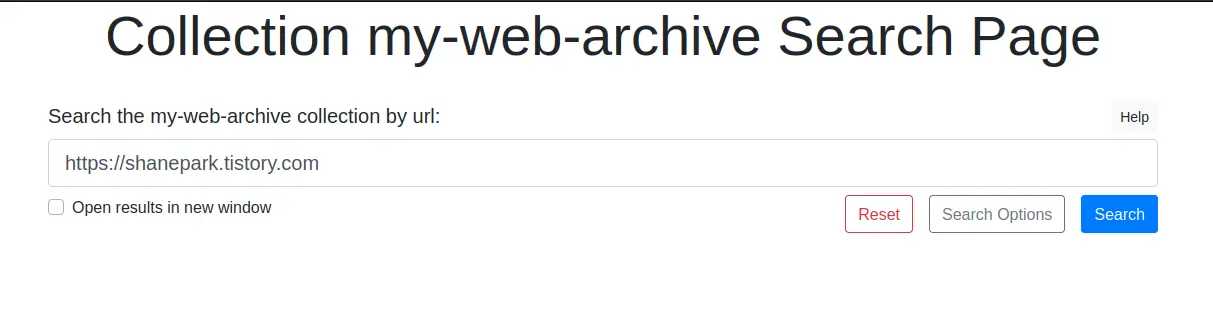 Collection my-web-archive Search Page
Search the my-web-archive collection by url:
Help
https://shanepark.tistory.com
Open results in new window
Reset
Search Options
Search